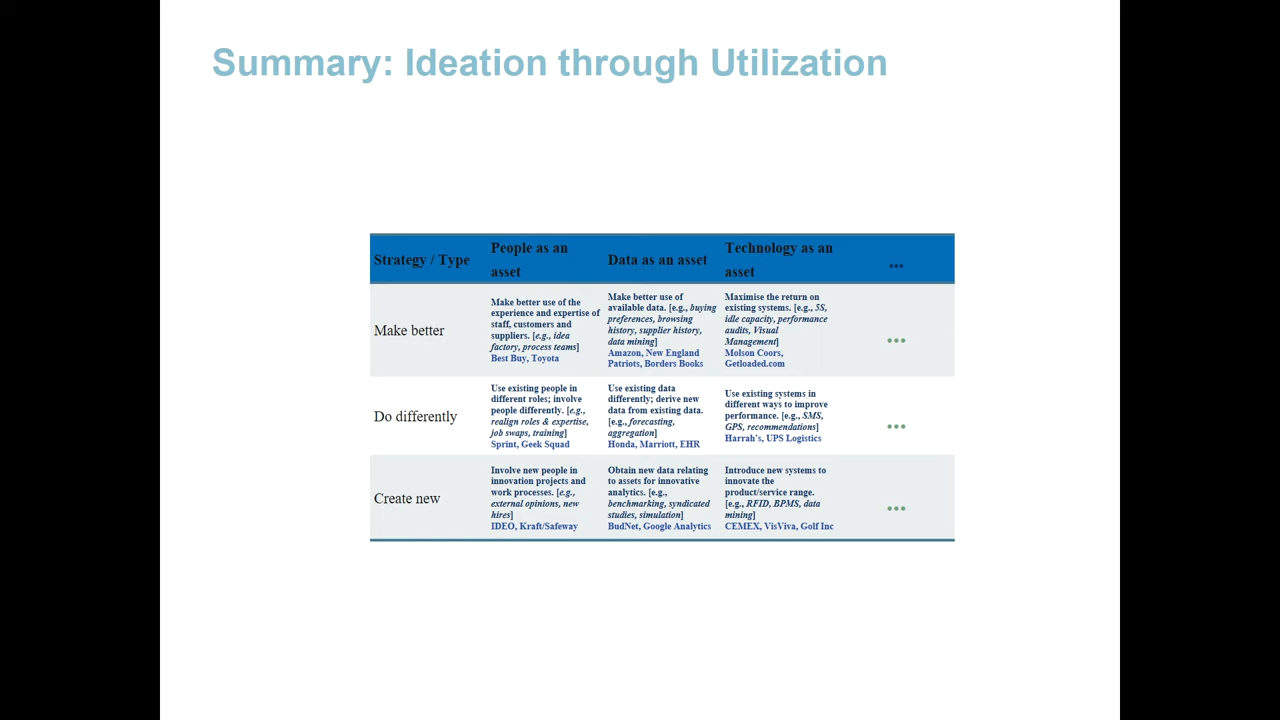 Summary: Ideation through Utilization
Strategy / Type
People as an
asset
Data as an asset
Technology as an
asset
...
Make better
Make better use of the
experience and expertise of
staff, customers and
suppliers. [e.g., idea
factory, process teams]
Best Buy, Toyota
Make better use of
available data. [e.g., buying
preferences, browsing
history, supplier history,
data mining]
Amazon, New England
Patriots, Borders Books
Maximise the return on
existing systems. [e.g., 5S,
idle capacity, performance
audits, Visual
Management]
Molson Coors,
Getloaded.com
...
Do differently
Use existing people in
different roles; involve
people differently. [e.g.,
realign roles & expertise,
job swaps, training]
Sprint, Geek Squad
Use existing data
differently; derive new
data from existing data.
[e.g., forecasting,
aggregation]
Honda, Marriott, EHR
Use existing systems in
different ways to improve
performance. [e.g., SMS,
GPS, recommendations]
Harrah's, UPS Logistics
...
Create new
Involve new people in
innovation projects and
work processes. [e.g.,
external opinions, new
hires]
IDEO, Kraft/Safeway
Obtain new data relating
to assets for innovative
analytics. [e.g.,
benchmarking, syndicated
studies, simulation]
BudNet, Google Analytics
Introduce new systems to
innovate the
product/service range.
[e.g., RFID, BPMS, data
mining]
CEMEX, VisViva, Golf Inc
...